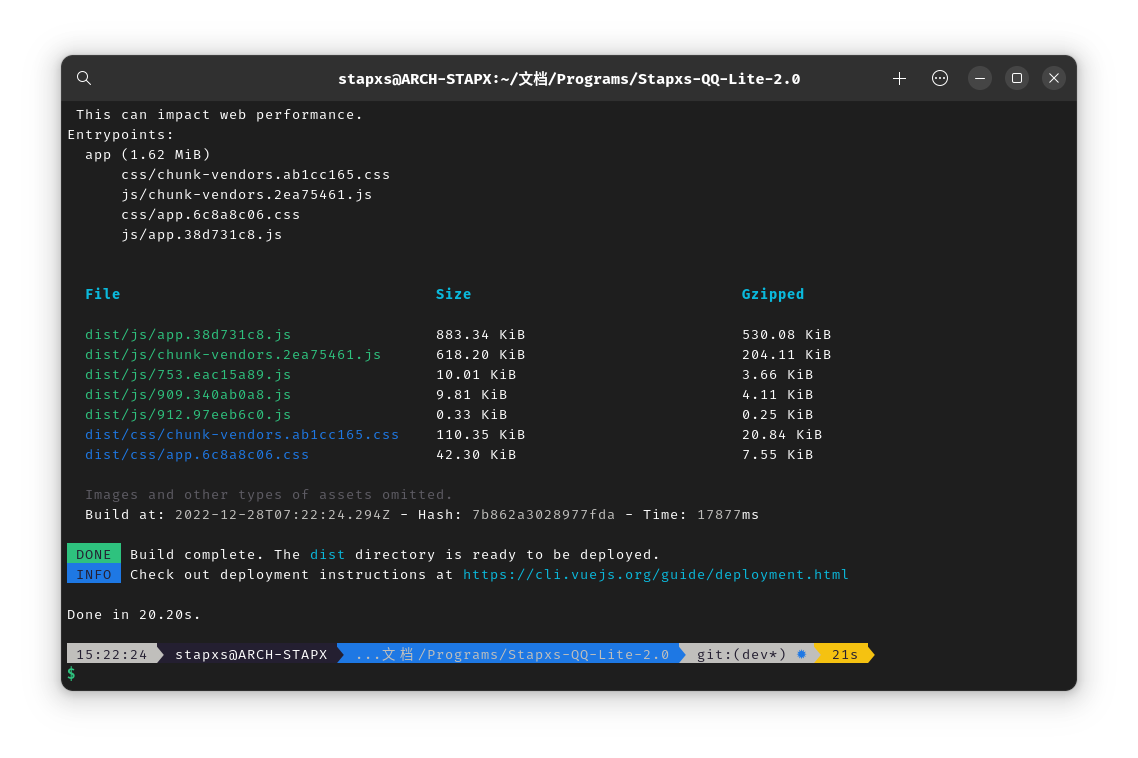 stapxs@ARCH-STAPX:~/文档/Programs/Stapxs-QQ-Lite-2.0
This can impact web performance.
Entrypoints:
app (1.62 MiB)
css/chunk-vendors.ab1cc165.css
js/chunk-vendors.2ea75461.js
css/app.6c8a8c06.css
js/app.38d731c8.js
File Size Gzipped
dist/js/app.38d731c8.js 883.34 KiB 530.08 KiB
dist/js/chunk-vendors.2ea75461.js 618.20 KiB 204.11 KiB
dist/js/753.eac15a89.js 10.01 KiB 3.66 KiB
dist/js/909.340ab0a8.js 9.81 KiB 4.11 KiB
dist/js/912.97eeb6c0.js 0.33 KiB 0.25 KiB
dist/css/chunk-vendors.ab1cc165.css 110.35 KiB 20.84 KiB
dist/css/app.6c8a8c06.css 42.30 KiB 7.55 KiB
Images and other types of assets omitted.
Build at: 2022-12-28T07:22:24.294Z - Hash: 7b862a3028977fda - Time: 17877ms
DONE Build complete. The dist directory is ready to be deployed.
INFO Check out deployment instructions at https://cli.vuejs.org/guide/deployment.html
Done in 20.20s.
15:22:24 stapxs@ARCH-STAPX ...文档/Programs/Stapxs-QQ-Lite-2.0 git:(dev*) ✹ 21s
$